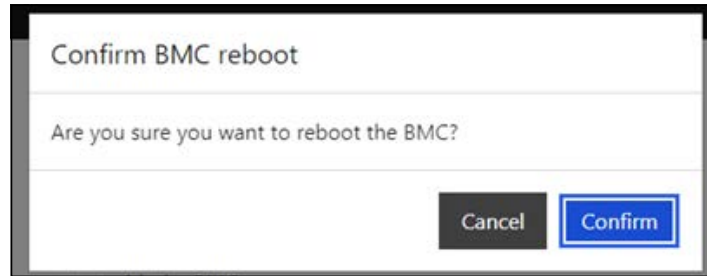 Confirm BMC reboot
Are you sure you want to reboot the BMC?
Cancel Confirm